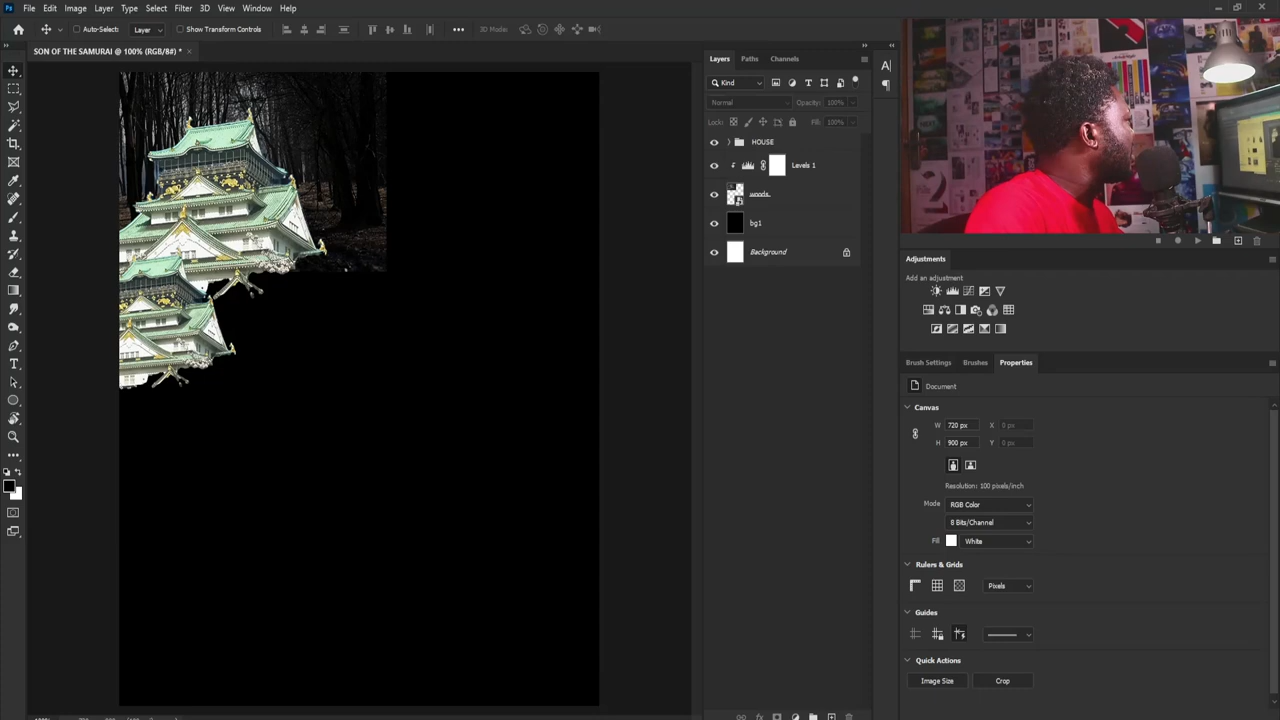 Ps File Edit Image Layer Type Select Filter 3D View Window Help
Auto-Select: Layer Show Transform Controls ••• 3D Mode:
SON OF THE SAMURAI @ 100% (RGB/8#) * ×
Layers Paths Channels
Kind
Normal Opacity: 100%
Lock: Fill: 100%
HOUSE
Levels 1
woods
bg1
Background
Adjustments
Add an adjustment
Brush Settings Brushes Properties
Document
Canvas
W 720 px X 0 px
H 900 px Y 0 px
Resolution: 100 pixels/inch
Mode RGB Color
8 Bits/Channel
Fill White
Rulers & Grids
Pixels
Guides
Quick Actions
Image Size Crop